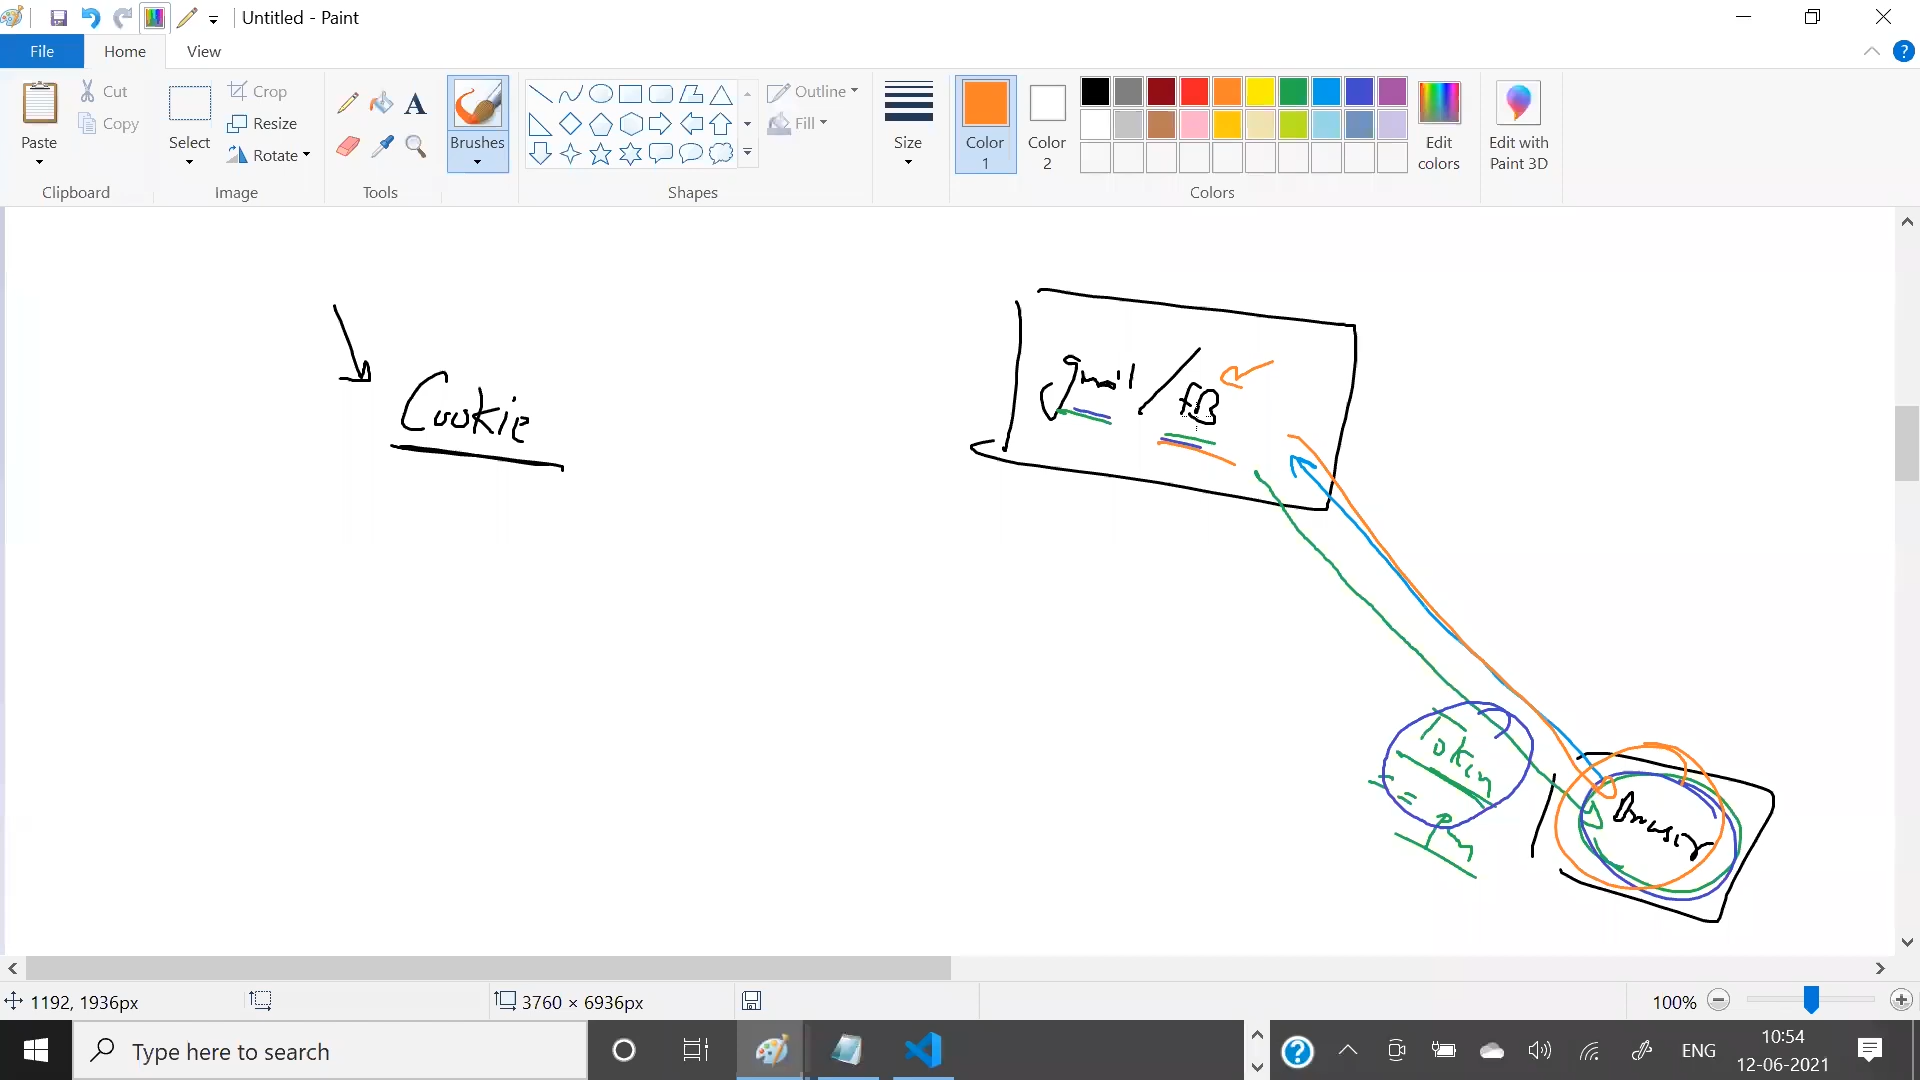 Untitled - Paint
File
Home
View
Paste
Cut
Copy
Clipboard
Select
Crop
Resize
Rotate
Image
Tools
Brushes
Shapes
Outline
Fill
Size
Color
1
Color
2
Colors
Edit
colors
Edit with
Paint 3D
Cookie
gmail / fB
Token
Browser
1192, 1936px
3760 × 6936px
100%
Type here to search
ENG
10:54
12-06-2021